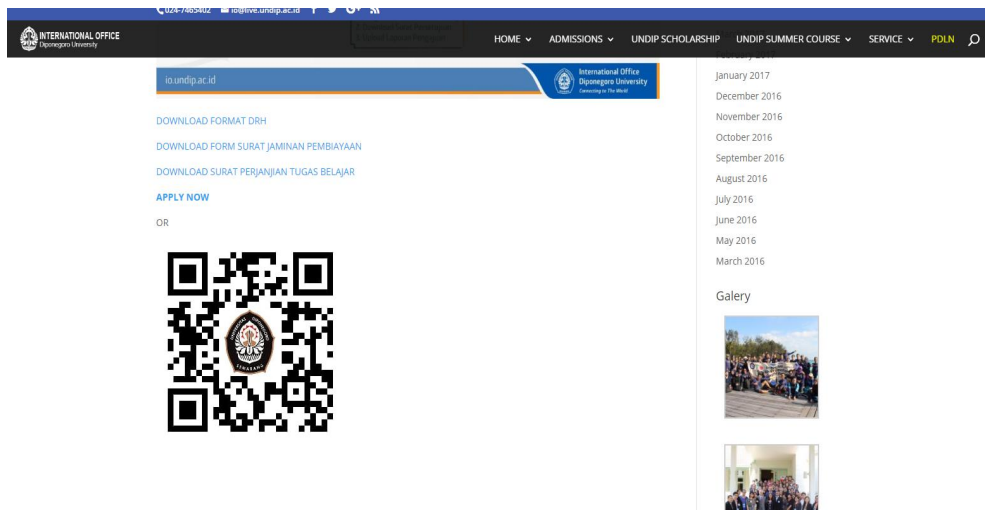 024-7465402 io@live.undip.ac.id
INTERNATIONAL OFFICE
Diponegoro University
HOME ADMISSIONS UNDIP SCHOLARSHIP UNDIP SUMMER COURSE SERVICE PDLN
io.undip.ac.id
International Office
Diponegoro University
Connecting to The World
DOWNLOAD FORMAT DRH
DOWNLOAD FORM SURAT JAMINAN PEMBIAYAAN
DOWNLOAD SURAT PERJANJIAN TUGAS BELAJAR
APPLY NOW
OR
SEMARANG
February 2017
January 2017
December 2016
November 2016
October 2016
September 2016
August 2016
July 2016
June 2016
May 2016
March 2016
Galery